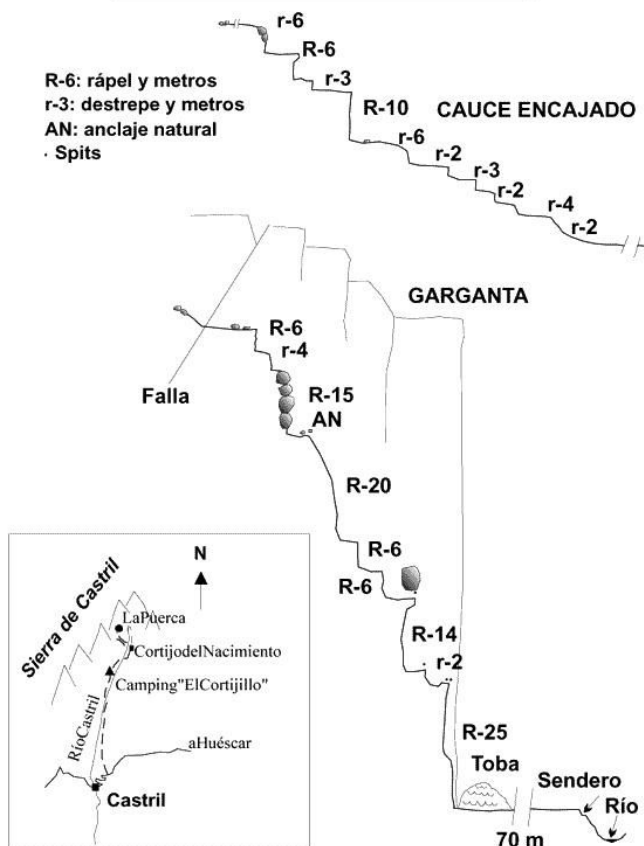 r-6
R-6
r-3
R-6: rápel y metros
r-3: destrepe y metros
AN: anclaje natural
· Spits
R-10
CAUCE ENCAJADO
r-6
r-2
r-3
r-2
r-4
r-2
GARGANTA
R-6
r-4
Falla
R-15
AN
R-20
R-6
R-6
R-14
r-2
R-25
Toba
Sendero
Río
70 m
N
Sierra de Castril
LaPuerca
CortijodelNacimiento
Camping"ElCortijillo"
RíoCastril
aHuéscar
Castril